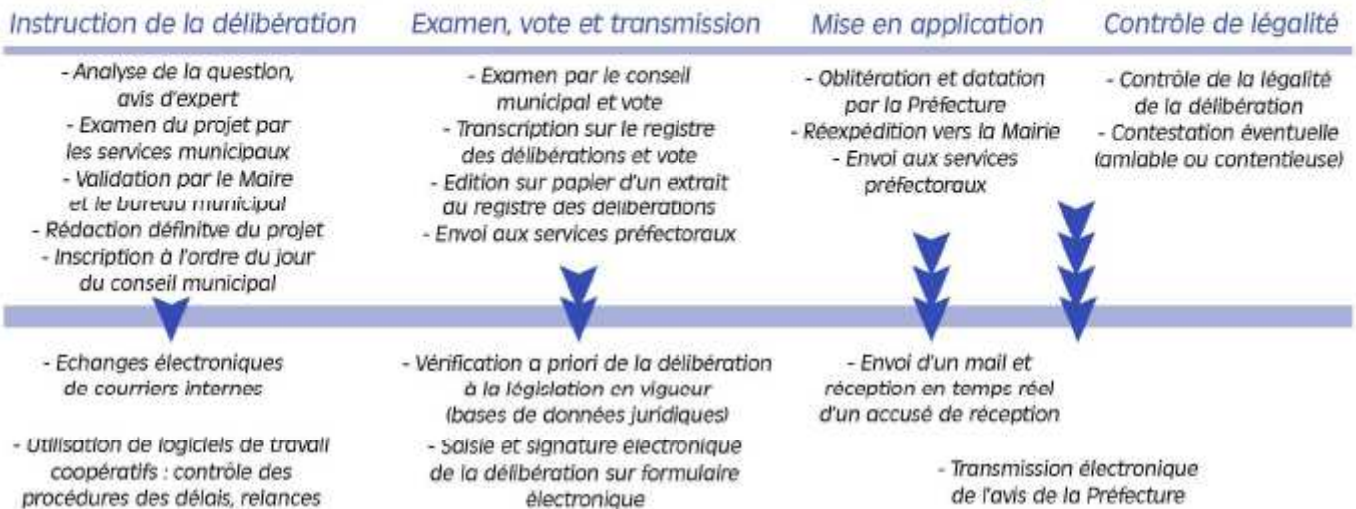 Instruction de la délibération
Examen, vote et transmission
Mise en application
Contrôle de légalité
- Analyse de la question,
avis d'expert
- Examen du projet par
les services municipaux
- Validation par le Maire
et le bureau municipal
- Rédaction définitve du projet
- Inscription à l'ordre du jour
du conseil municipal
- Examen par le conseil
municipal et vote
- Transcription sur le registre
des délibérations et vote
- Edition sur papier d'un extrait
du registre des deliberations
- Envoi aux services préfectoraux
- Oblitération et datation
par la Préfecture
- Réexpédition vers la Mairie
- Envoi aux services
préfectoraux
- Contrôle de la légalité
de la délibération
- Contestation éventuelle
(amiable ou contentieuse)
- Echanges électroniques
de courriers internes
- Utilisation de logiciels de travail
coopératifs : contrôle des
procédures des délais, relances
- Vérification a priori de la délibération
à la législation en vigueur
(bases de données juridiques)
- Saisie et signature électronique
de la délibération sur formulaire
électronique
- Envoi d'un mail et
réception en temps réel
d'un accusé de réception
- Transmission électronique
de l'avis de la Préfecture